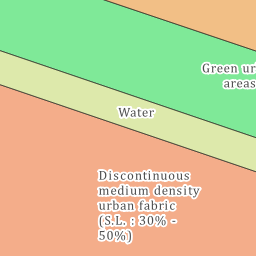 Green ur
areas
Water
Discontinuous
medium density
urban fabric
(S.L. : 30% -
50%)